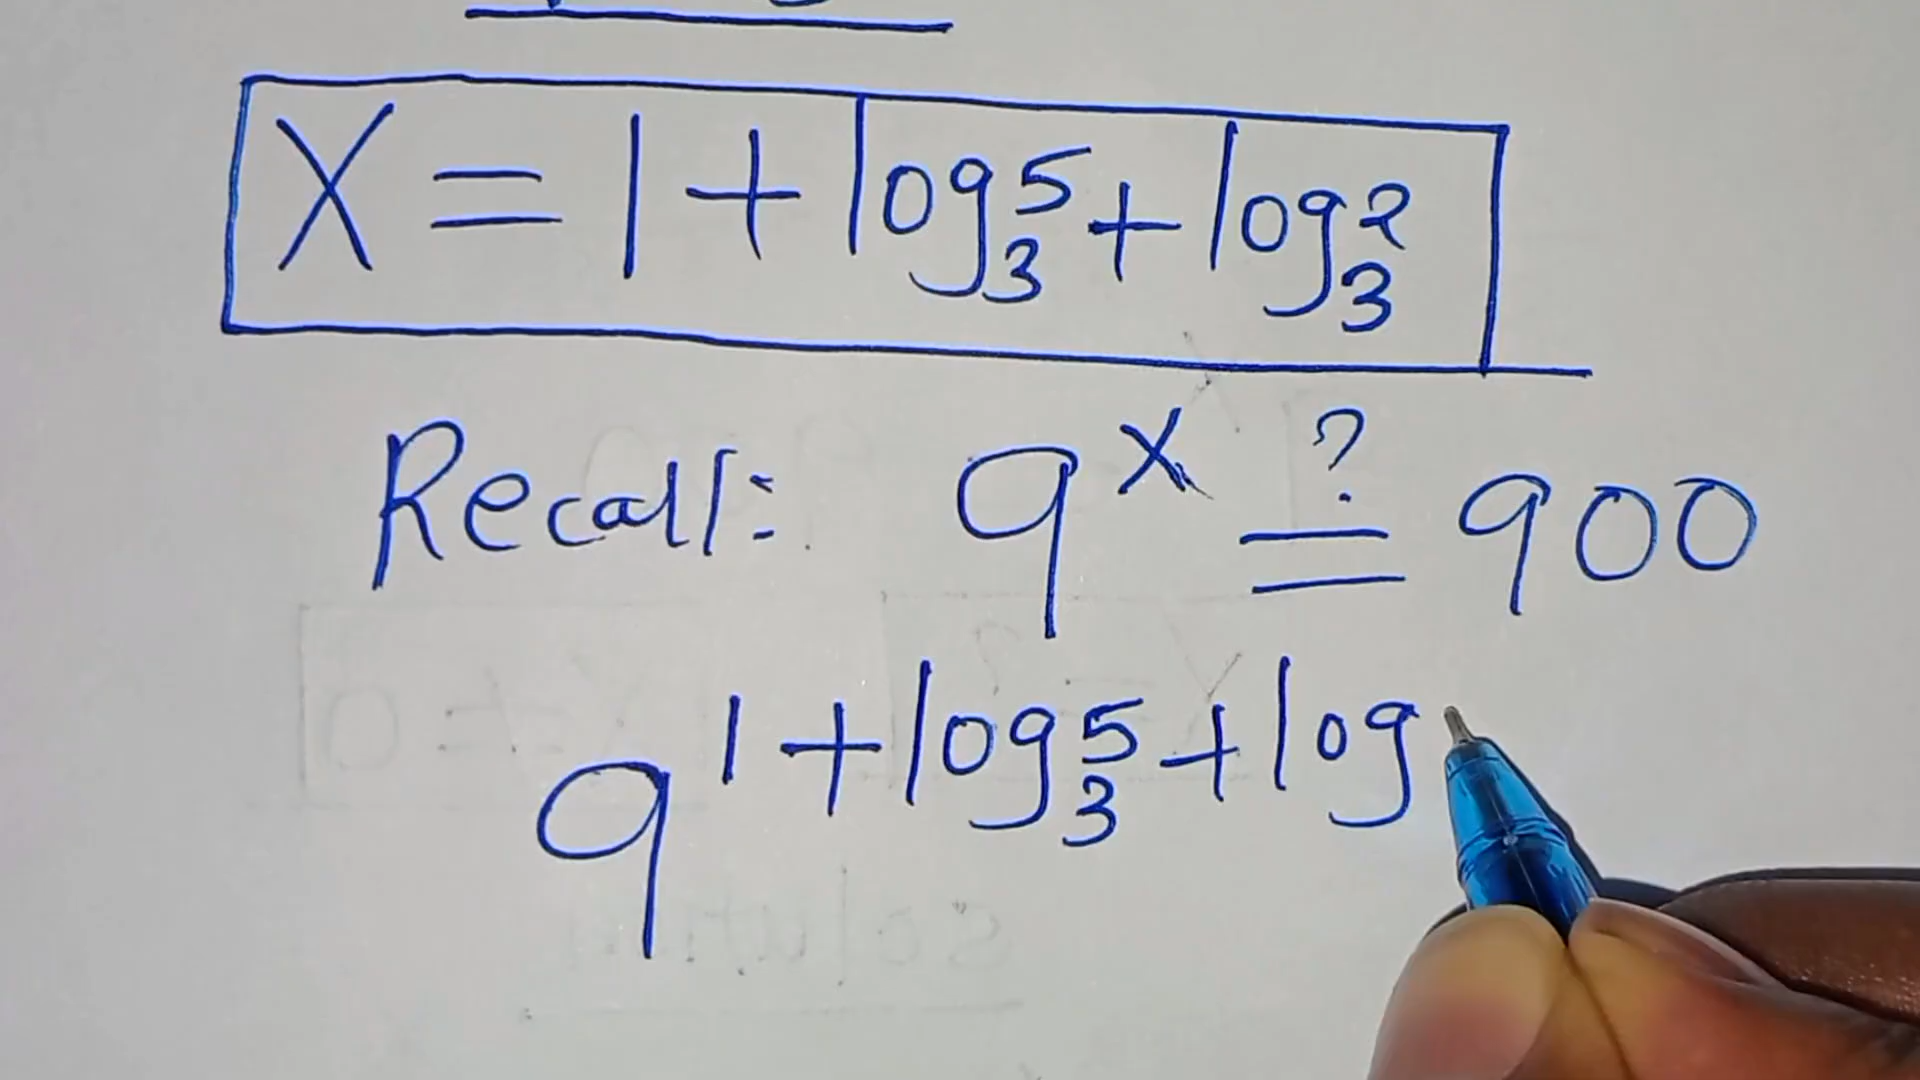 X = 1 + log₃5 + log₃2
Recall: 9^x ≟ 900
9^1 + log₃5 + log